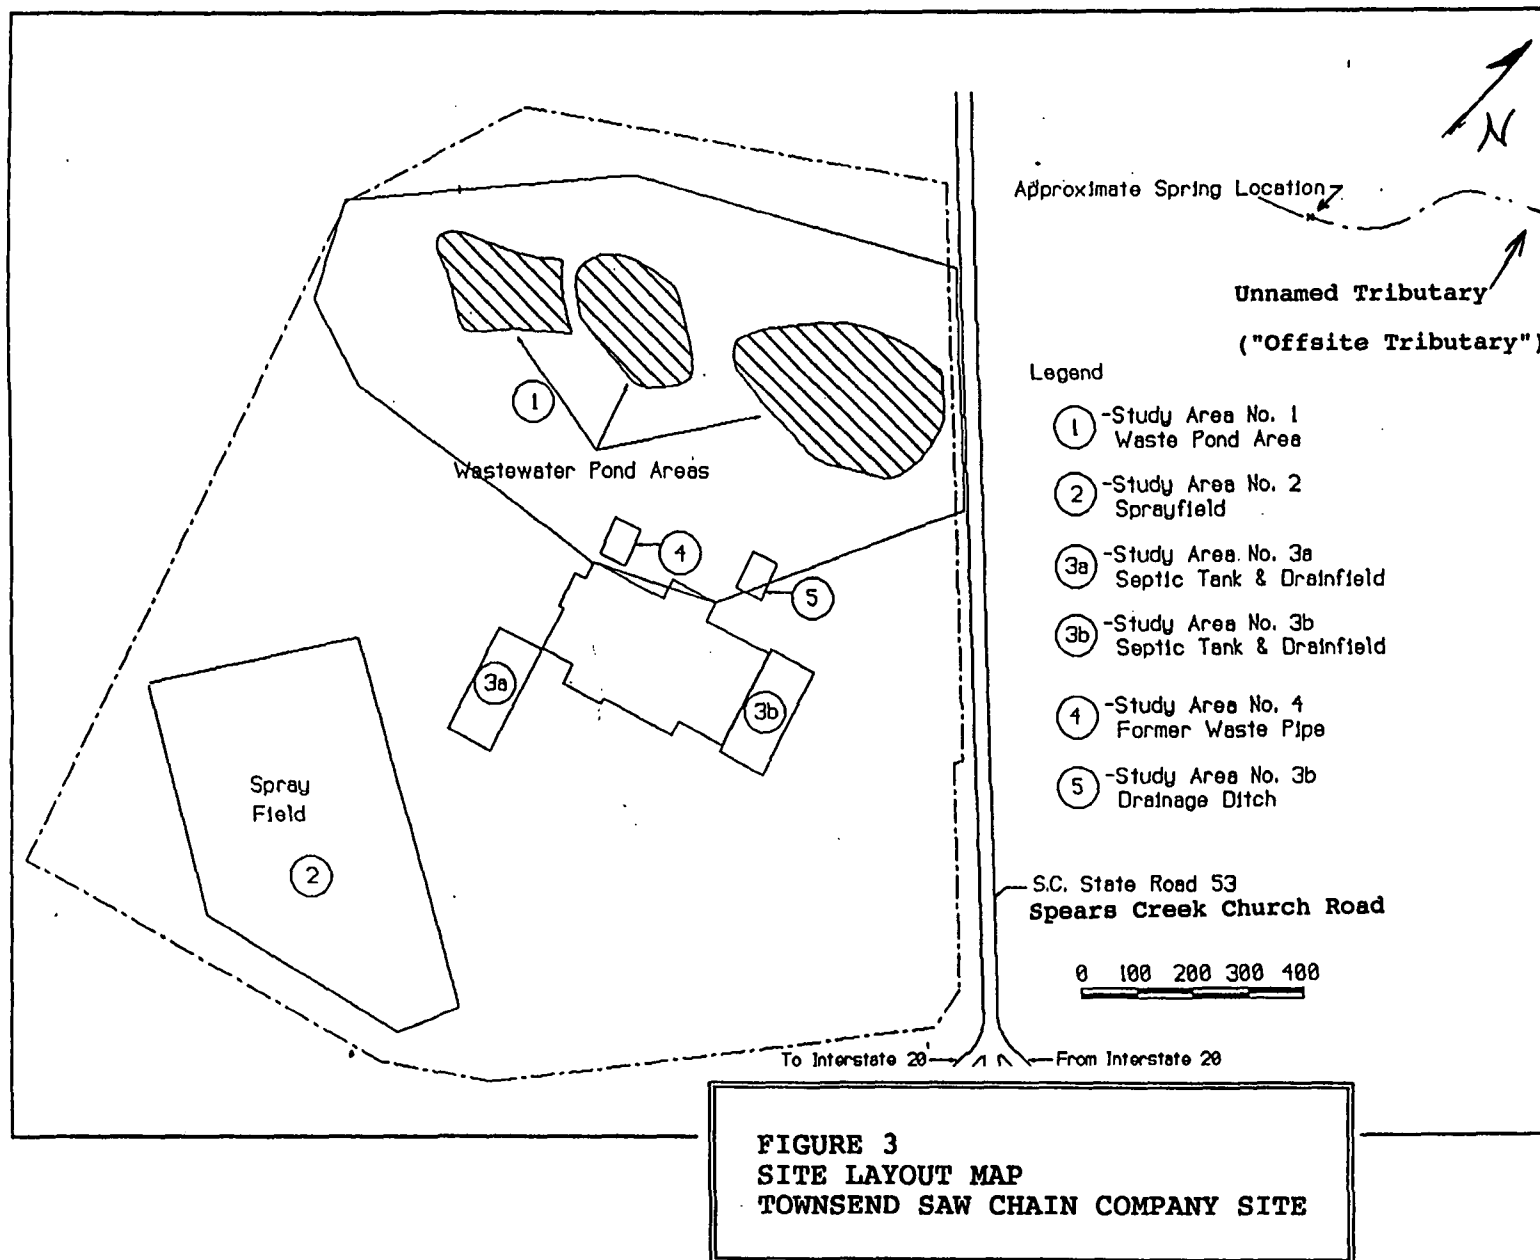 N
Approximate Spring Location
Unnamed Tributary
("Offsite Tributary")
1
Wastewater Pond Areas
4
5
3a
3b
Spray
Field
2
Legend
1 -Study Area No. 1
Waste Pond Area
2 -Study Area No. 2
Sprayfield
3a -Study Area No. 3a
Septic Tank & Drainfield
3b -Study Area No. 3b
Septic Tank & Drainfield
4 -Study Area No. 4
Former Waste Pipe
5 -Study Area No. 3b
Drainage Ditch
S.C. State Road 53
Spears Creek Church Road
0 100 200 300 400
To Interstate 20
From Interstate 20
FIGURE 3
SITE LAYOUT MAP
TOWNSEND SAW CHAIN COMPANY SITE